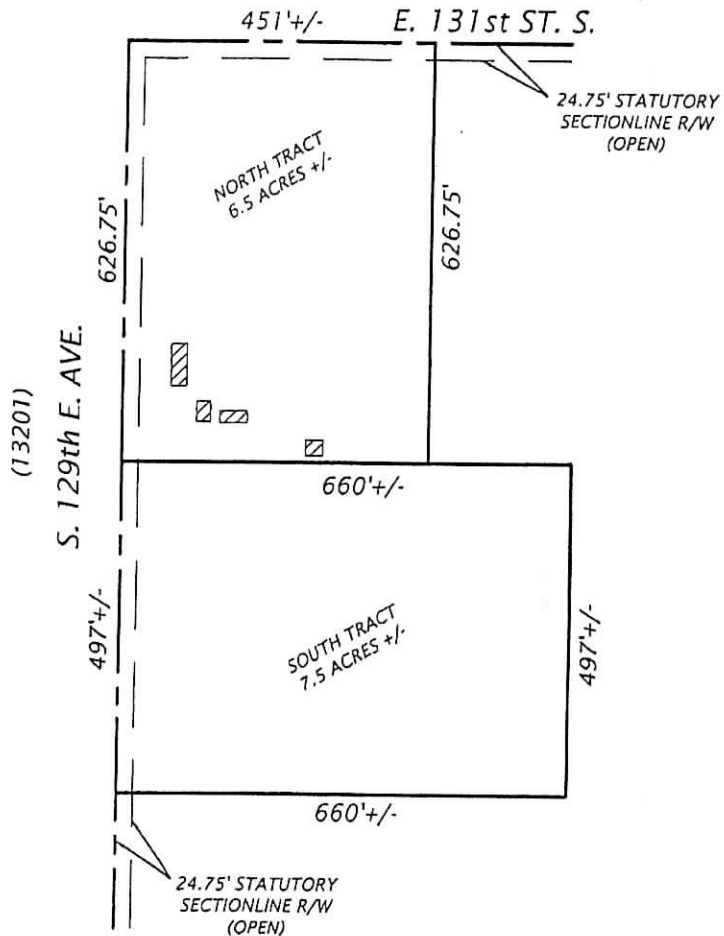 451'+/-
E. 131st ST. S.
24.75' STATUTORY
SECTIONLINE R/W
(OPEN)
NORTH TRACT
6.5 ACRES +/-
626.75'
626.75'
(13201)
S. 129th E. AVE.
660'+/-
497'+/-
SOUTH TRACT
7.5 ACRES +/-
497'+/-
660'+/-
24.75' STATUTORY
SECTIONLINE R/W
(OPEN)